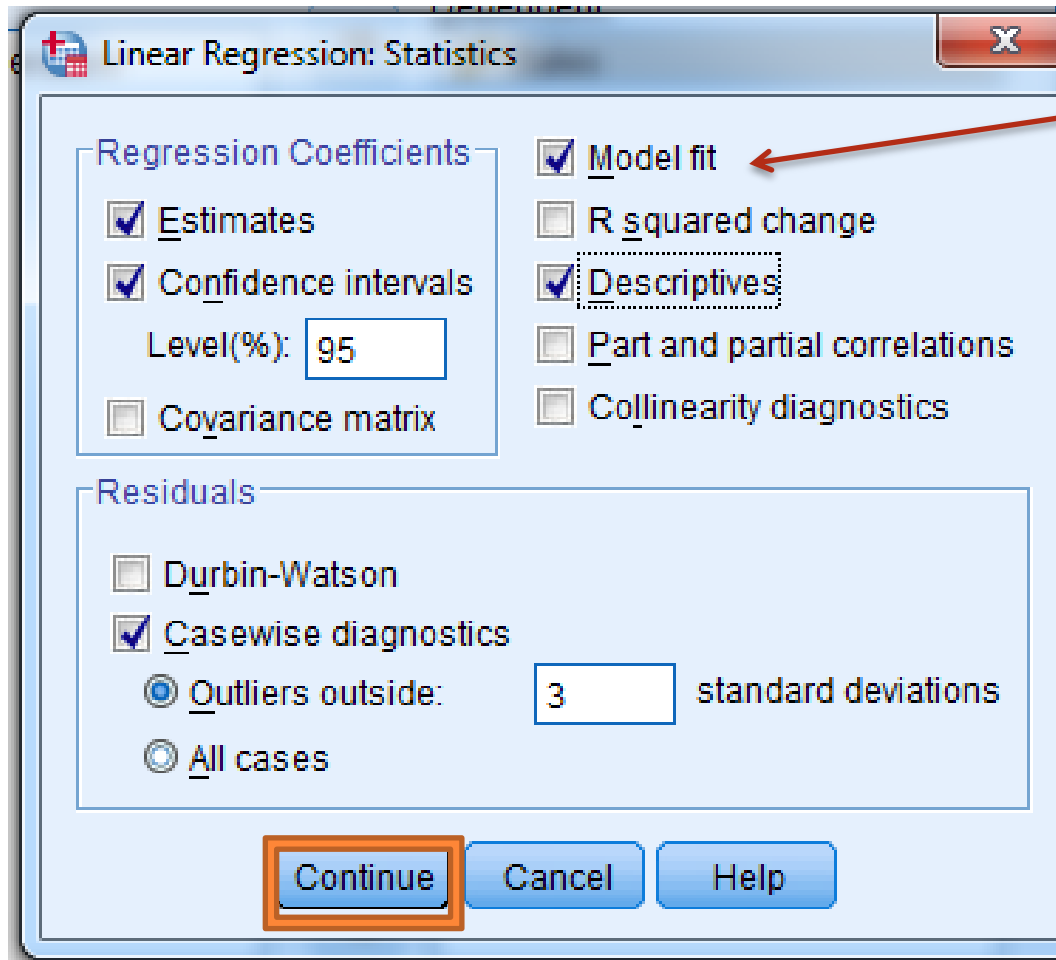 Linear Regression: Statistics
Regression Coefficients
Estimates
Confidence intervals
Level(%): 95
Covariance matrix
Model fit
R squared change
Descriptives
Part and partial correlations
Collinearity diagnostics
Residuals
Durbin-Watson
Casewise diagnostics
Outliers outside: 3 standard deviations
All cases
Continue Cancel Help